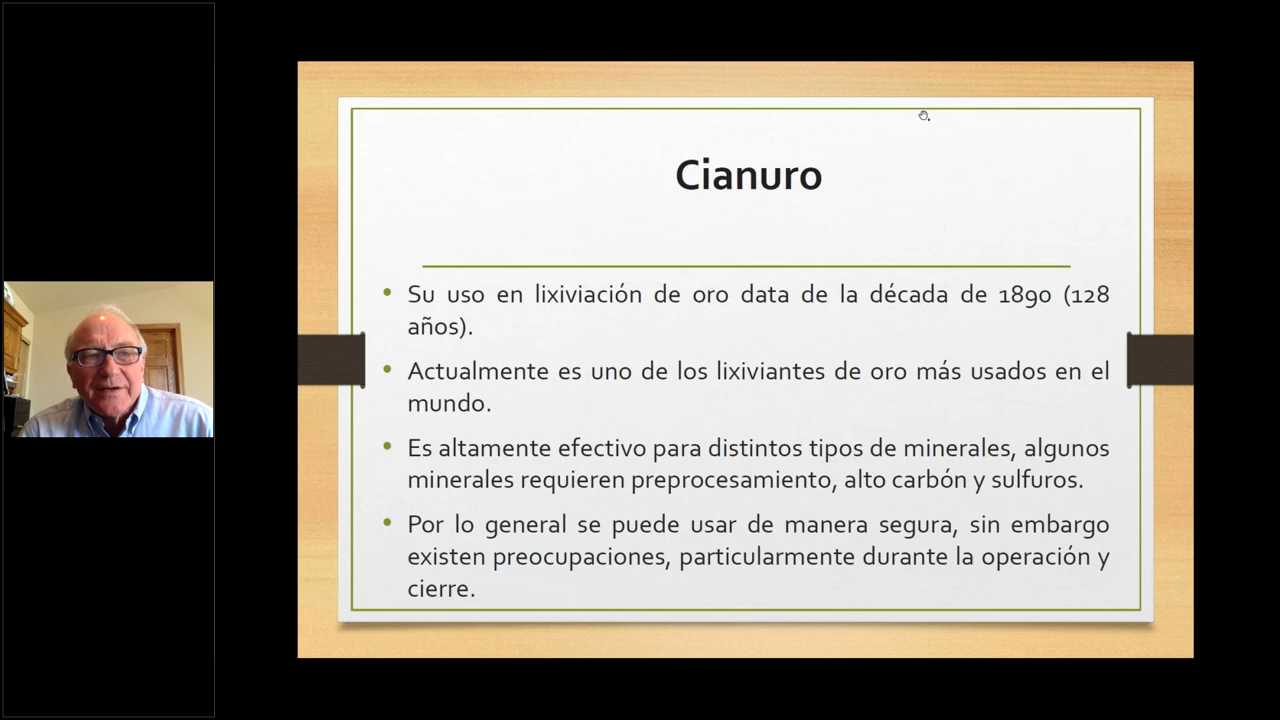 Cianuro
Su uso en lixiviación de oro data de la década de 1890 (128
años).
Actualmente es uno de los lixiviantes de oro más usados en el
mundo.
Es altamente efectivo para distintos tipos de minerales, algunos
minerales requieren preprocesamiento, alto carbón y sulfuros.
Por lo general se puede usar de manera segura, sin embargo
existen preocupaciones, particularmente durante la operación y
cierre.